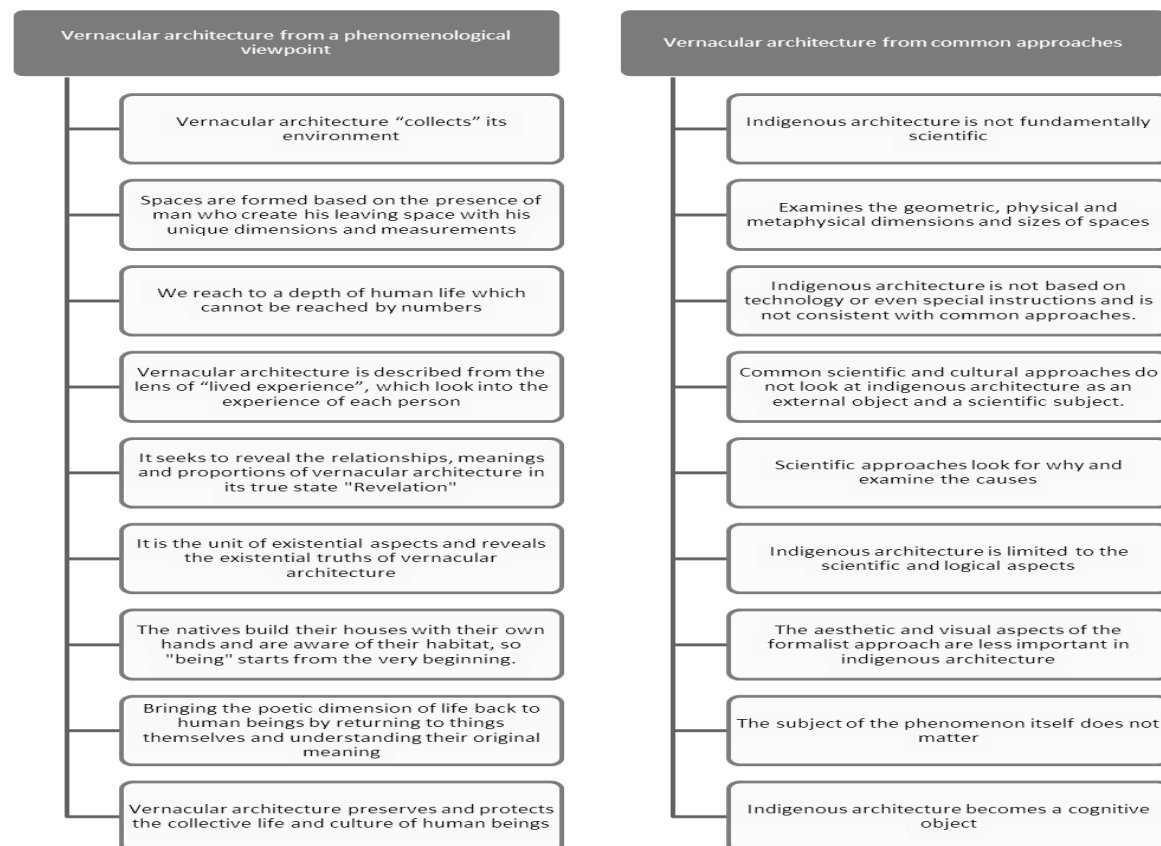 Vernacular architecture from a phenomenological
viewpoint
Vernacular architecture “collects” its
environment
Spaces are formed based on the presence of
man who create his leaving space with his
unique dimensions and measurements
We reach to a depth of human life which
cannot be reached by numbers
Vernacular architecture is described from the
lens of “lived experience”, which look into the
experience of each person
It seeks to reveal the relationships, meanings
and proportions of vernacular architecture in
its true state "Revelation"
It is the unit of existential aspects and reveals
the existential truths of vernacular
architecture
The natives build their houses with their own
hands and are aware of their habitat, so
"being" starts from the very beginning.
Bringing the poetic dimension of life back to
human beings by returning to things
themselves and understanding their original
meaning
Vernacular architecture preserves and protects
the collective life and culture of human beings
Vernacular architecture from common approaches
Indigenous architecture is not fundamentally
scientific
Examines the geometric, physical and
metaphysical dimensions and sizes of spaces
Indigenous architecture is not based on
technology or even special instructions and is
not consistent with common approaches.
Common scientific and cultural approaches do
not look at indigenous architecture as an
external object and a scientific subject.
Scientific approaches look for why and
examine the causes
Indigenous architecture is limited to the
scientific and logical aspects
The aesthetic and visual aspects of the
formalist approach are less important in
indigenous architecture
The subject of the phenomenon itself does not
matter
Indigenous architecture becomes a cognitive
object